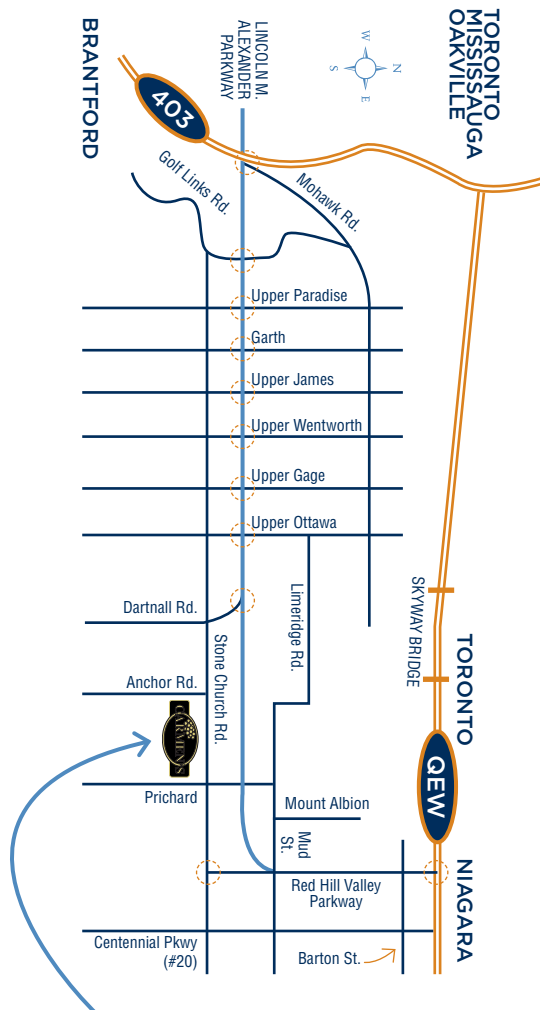 TORONTO
MISSISSAUGA
OAKVILLE
LINCOLN M.
ALEXANDER
PARKWAY
BRANTFORD
403
N
W
E
S
Golf Links Rd.
Mohawk Rd.
Upper Paradise
Garth
Upper James
Upper Wentworth
Upper Gage
Upper Ottawa
SKYWAY BRIDGE
Limeridge Rd.
Dartnall Rd.
Stone Church Rd.
TORONTO
Anchor Rd.
CARMEN'S
QEW
Prichard
Mount Albion
Mud
St.
NIAGARA
Red Hill Valley
Parkway
Centennial Pkwy
(#20)
Barton St.